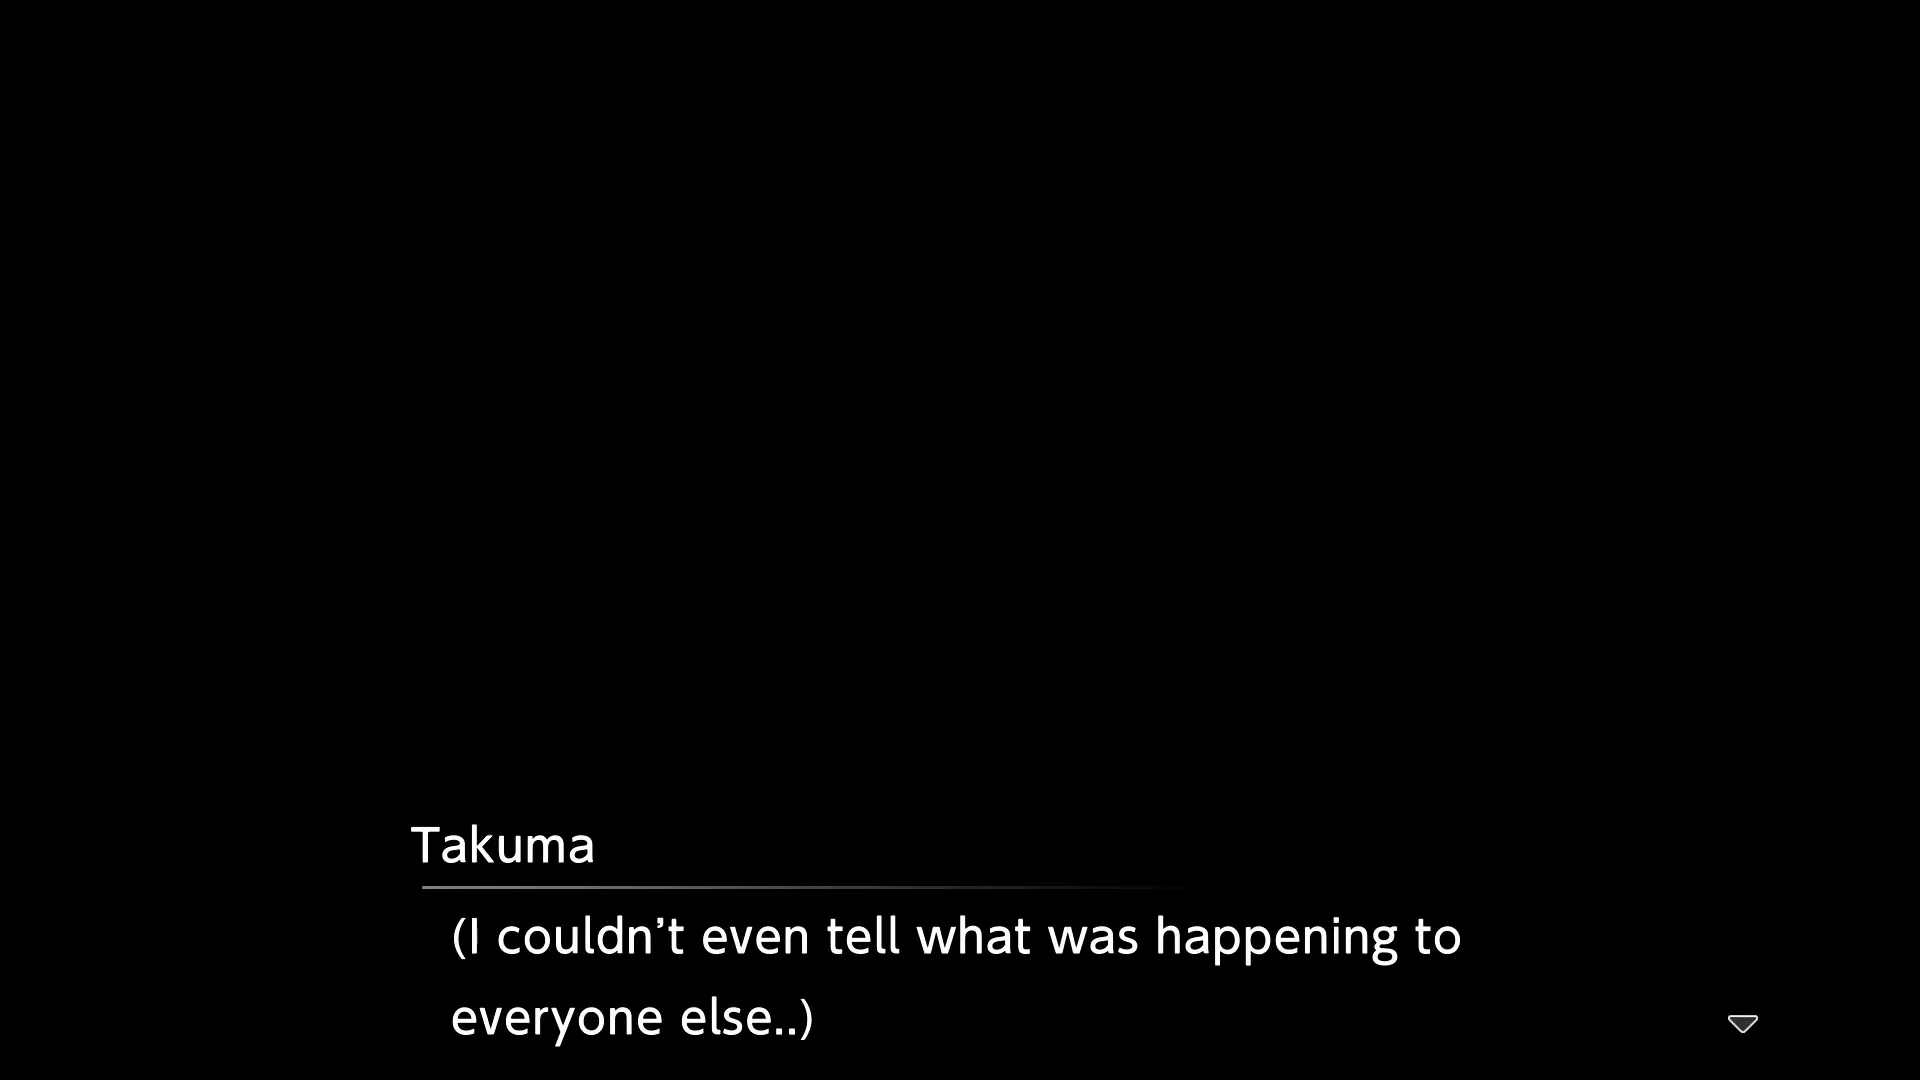 Takuma
(I couldn’t even tell what was happening to
everyone else..)